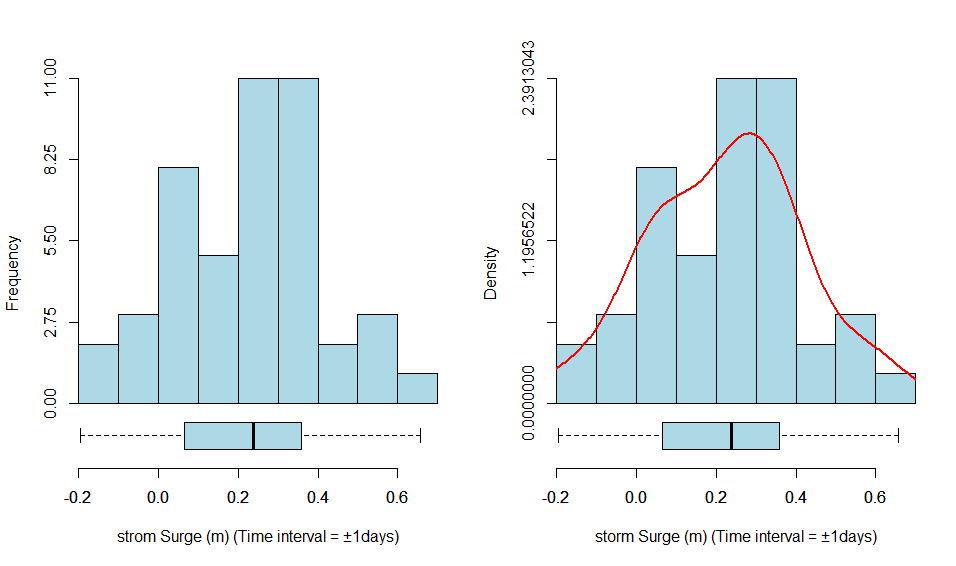 Frequency
11.00
8.25
5.50
2.75
0.00
-0.2 0.0 0.2 0.4 0.6
strom Surge (m) (Time interval = ±1days)
Density
2.3913043
1.1956522
0.0000000
-0.2 0.0 0.2 0.4 0.6
storm Surge (m) (Time interval = ±1days)